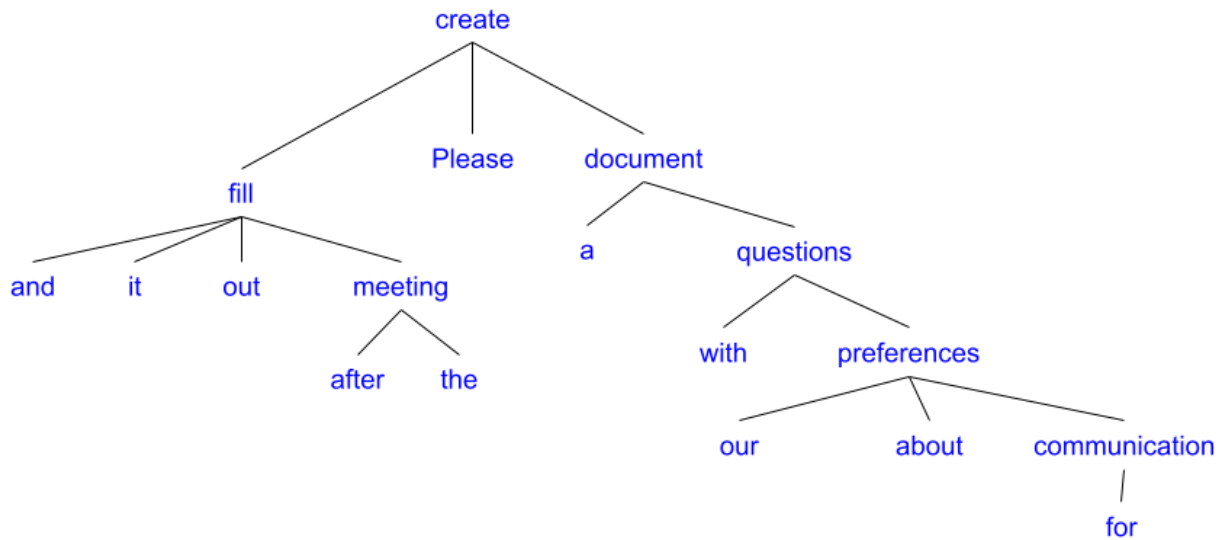 create
Please document
fill
a questions
and it out meeting
with preferences
after the
our about communication
for